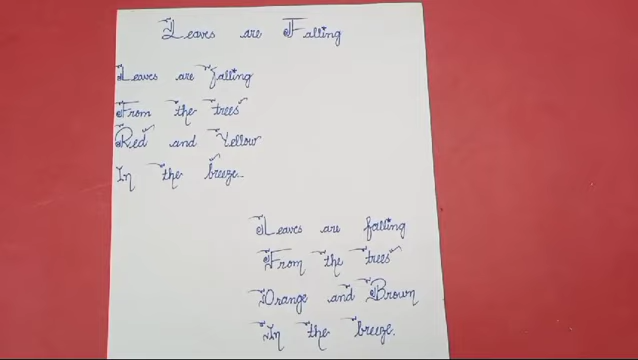 Leaves are Falling
Leaves are falling
From the trees
Red and Yellow
In the breeze.
Leaves are falling
From the trees
Orange and Brown
In the breeze.